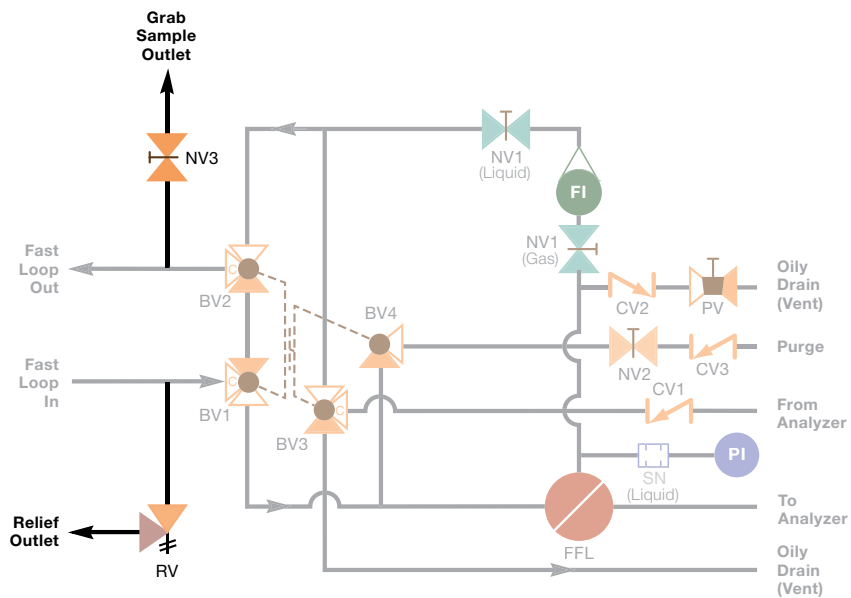 Grab
Sample
Outlet
NV3
NV1
(Liquid)
FI
NV1
(Gas)
Fast
Loop
Out
C
BV2
BV4
CV2
PV
Oily
Drain
(Vent)
Fast
Loop
In
C
BV1
NV2
CV3
Purge
BV3
C
CV1
From
Analyzer
SN
(Liquid)
PI
Relief
Outlet
RV
FFL
To
Analyzer
Oily
Drain
(Vent)